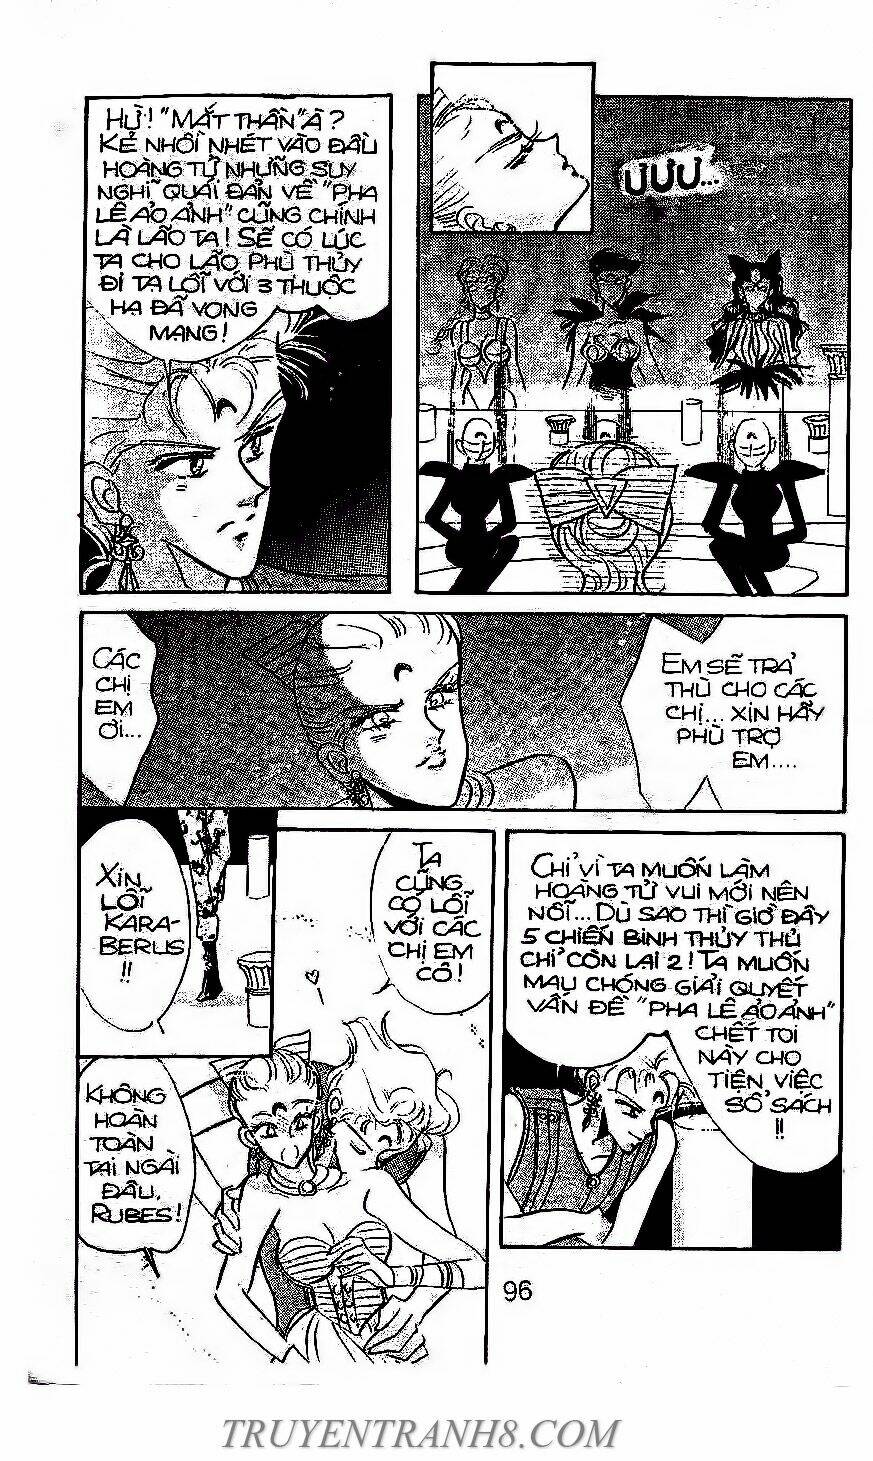 HỪ! "MẮT THẦN" À?
KẺ NHỒI NHÉT VÀO ĐẦU
HOÀNG TỬ NHỮNG SUY
NGHĨ QUÁI ĐẢN VỀ "PHA
LÊ ẢO ẢNH" CŨNG CHÍNH
LÀ LÃO TA! SẼ CÓ LÚC
TA CHO LÃO PHÙ THỦY
ĐI TẠ LỖI VỚI 3 THUỘC
HẠ ĐÃ VONG
MẠNG!
ƯƯƯ...
CÁC
CHỊ
EM
ƠI...
EM SẼ TRẢ
THÙ CHO CÁC
CHỊ... XIN HÃY
PHÙ TRỢ
EM....
XIN
LỖI
KARA-
BERUS
!!
TA
CŨNG
CÓ LỖI
VỚI CÁC
CHỊ EM
CÔ!
KHÔNG
HOÀN
TOÀN
TẠI NGÀI
ĐÂU,
RUBES!
CHỈ VÌ TA MUỐN LÀM
HOÀNG TỬ VUI MỚI NÊN
NỖI... DÙ SAO THÌ GIỜ ĐÂY
5 CHIẾN BINH THỦY THỦ
CHỈ CÒN LẠI 2! TA MUỐN
MAU CHÓNG GIẢI QUYẾT
VẤN ĐỀ "PHA LÊ ẢO ẢNH"
CHẾT TOI
NÀY CHO
TIỆN VIỆC
SỔ SÁCH
!!
96
TRUYENTRANH8.COM